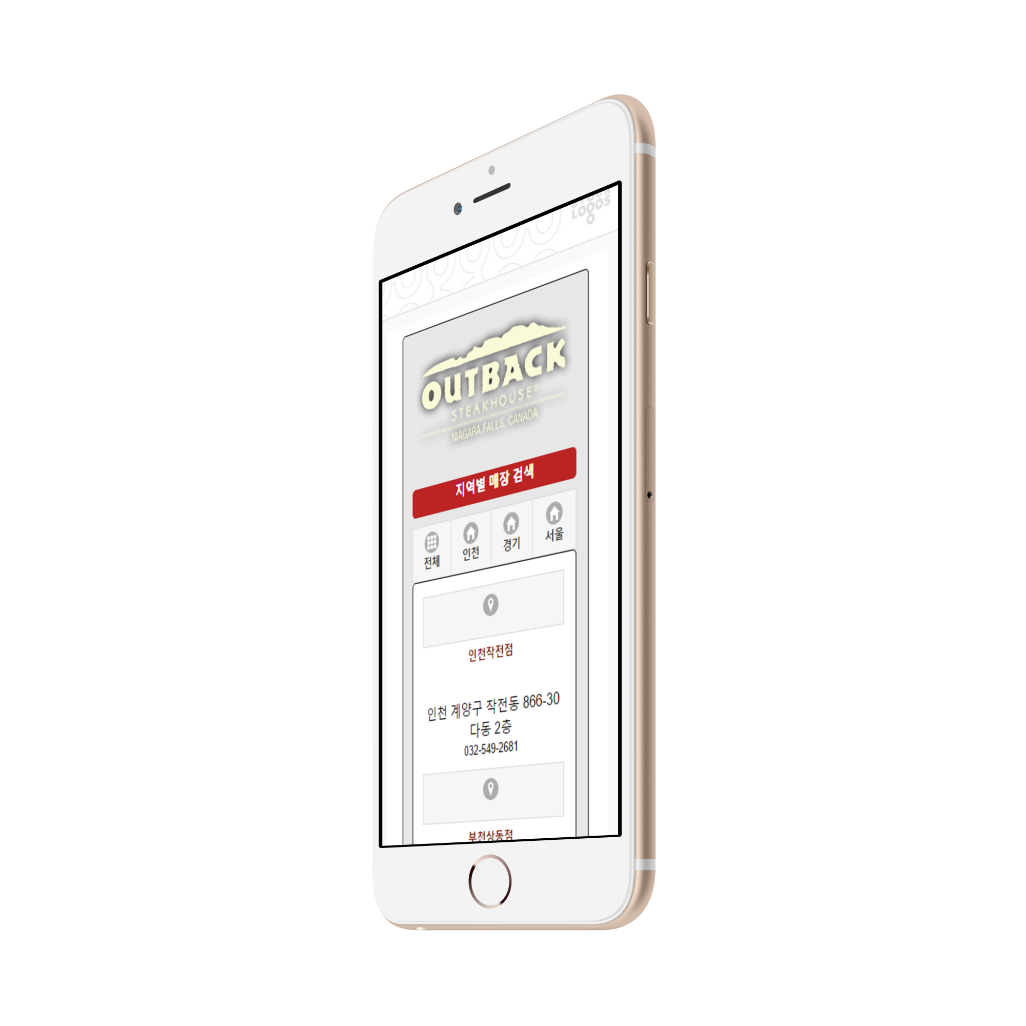 LOGOS
OUTBACK
STEAKHOUSE®
NIAGARA FALLS, CANADA
지역별 매장 검색
전체
인천
경기
서울
인천작전점
인천 계양구 작전동 866-30
다동 2층
032-549-2681
부천상동점